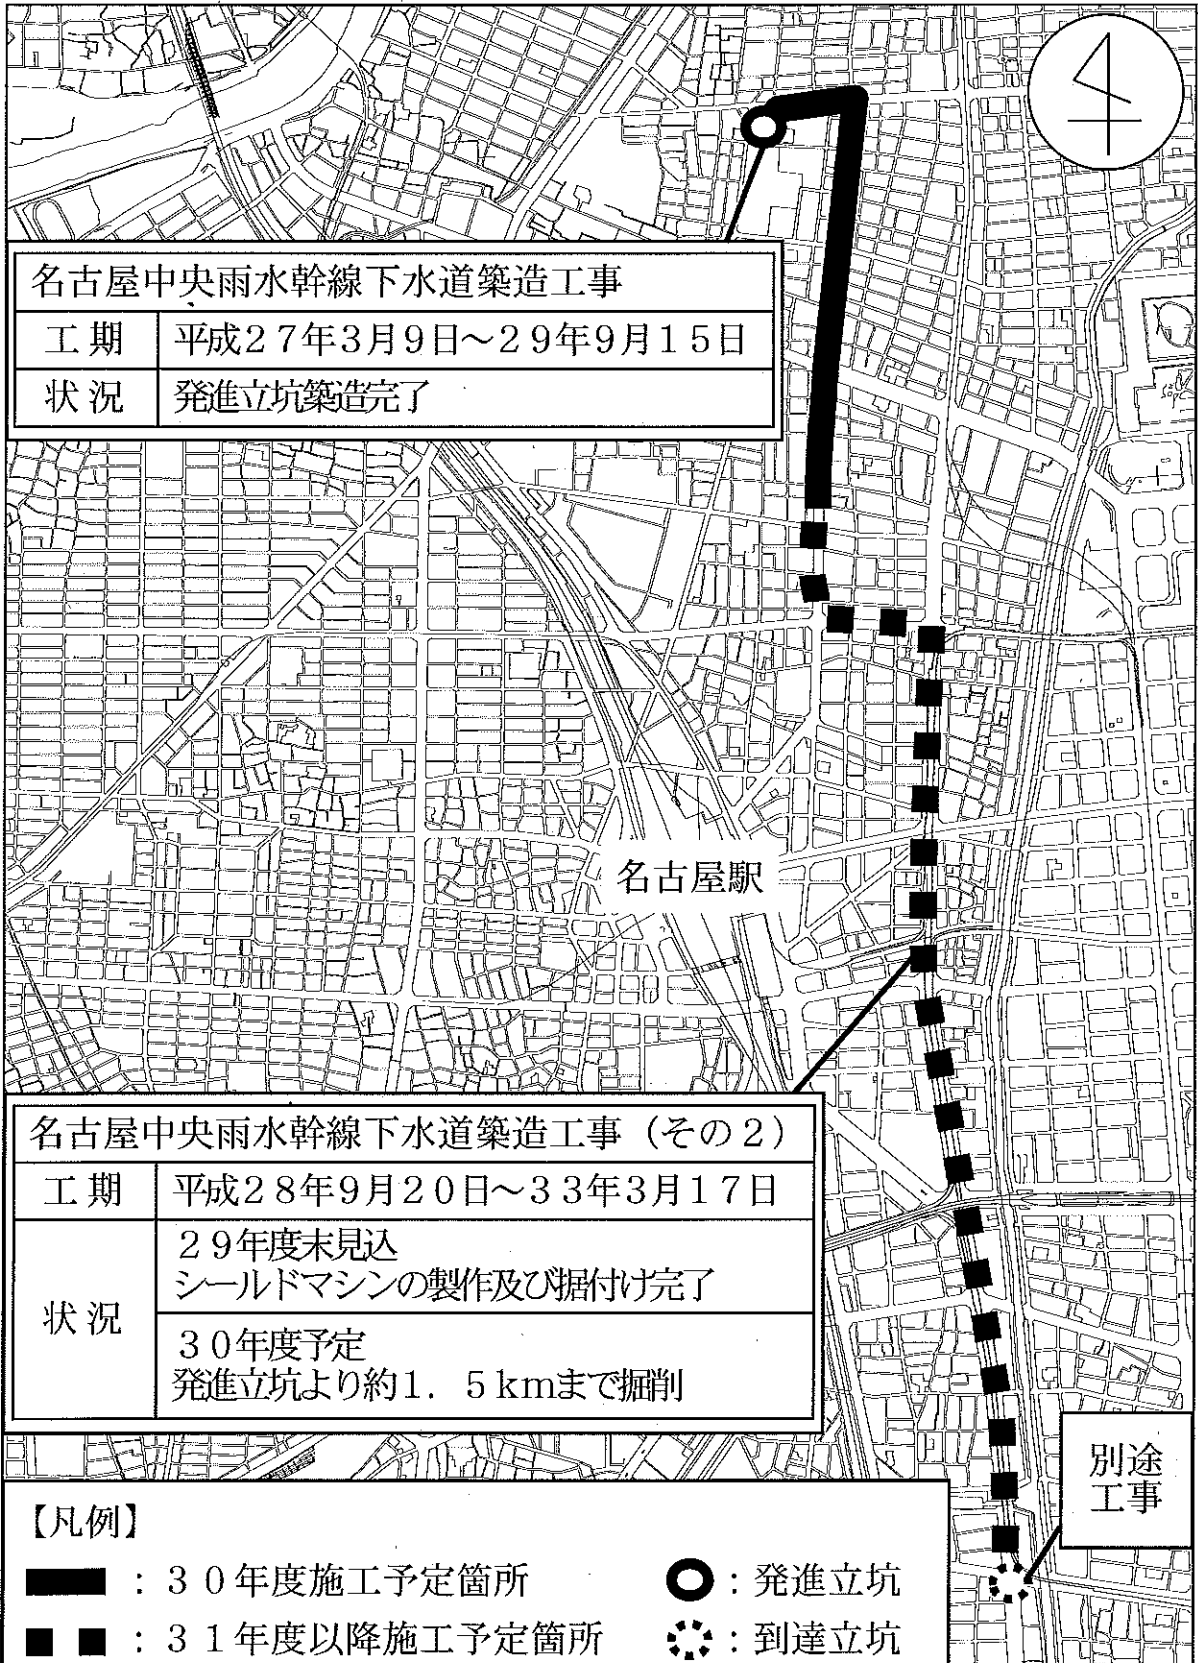 名古屋中央雨水幹線下水道築造工事
工期 平成２７年３月９日～２９年９月１５日
状況 発進立坑築造完了
名古屋駅
名古屋中央雨水幹線下水道築造工事（その２）
工期 平成２８年９月２０日～３３年３月１７日
状況
２９年度末見込
シールドマシンの製作及び据付け完了
３０年度予定
発進立坑より約１．５kmまで掘削
別途
工事
【凡例】
：３０年度施工予定箇所
：発進立坑
：３１年度以降施工予定箇所
：到達立坑